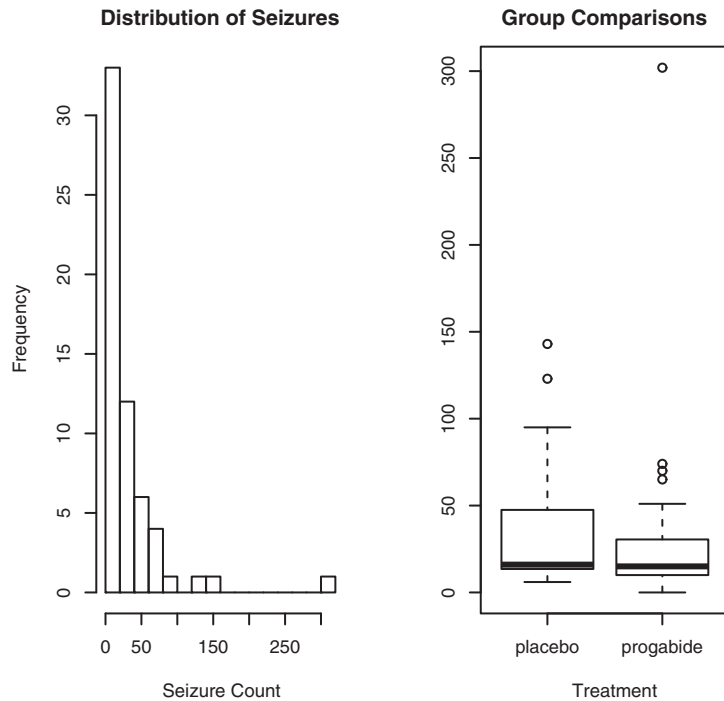 Distribution of Seizures
Frequency
0 5 10 15 20 25 30
0 50 150 250
Seizure Count
Group Comparisons
0 50 100 150 200 250 300
placebo progabide
Treatment